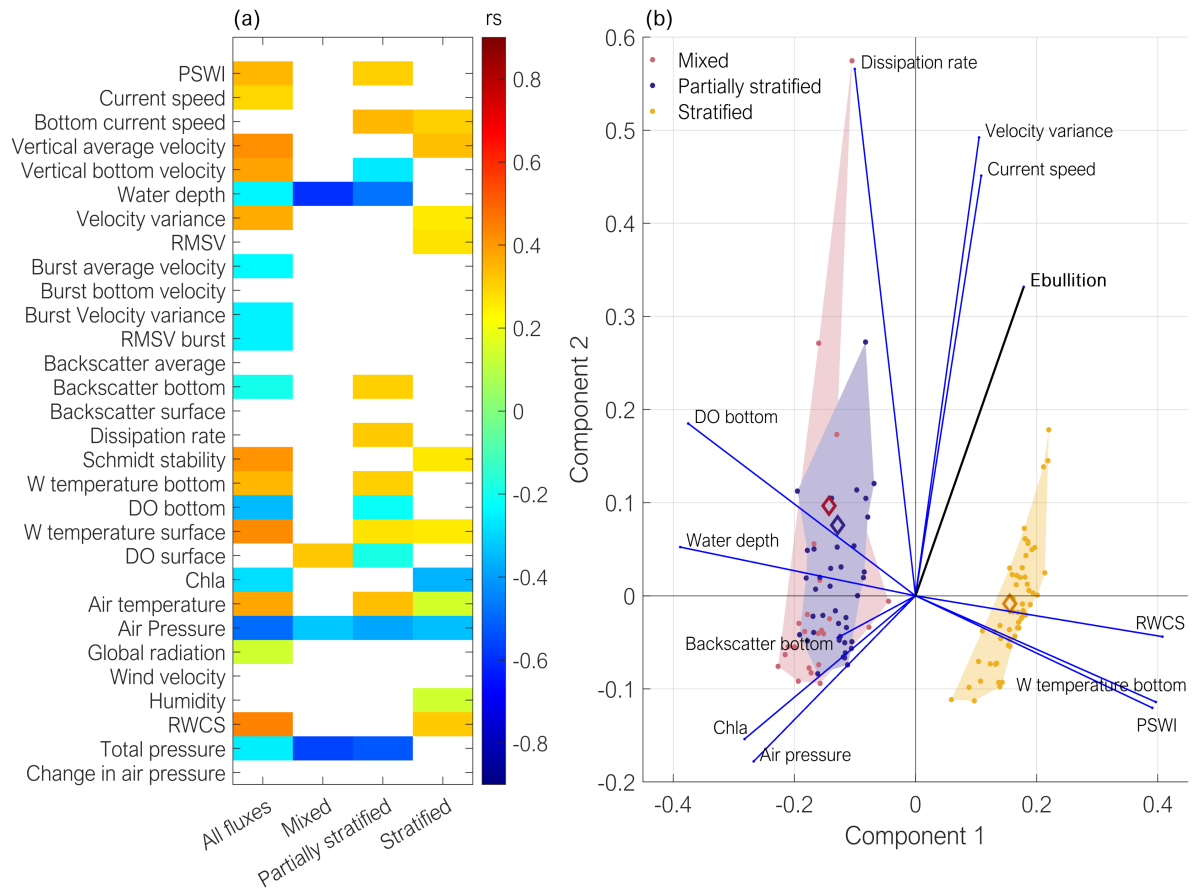 (a)
rs
PSWI
Current speed
Bottom current speed
Vertical average velocity
Vertical bottom velocity
Water depth
Velocity variance
RMSV
Burst average velocity
Burst bottom velocity
Burst Velocity variance
RMSV burst
Backscatter average
Backscatter bottom
Backscatter surface
Dissipation rate
Schmidt stability
W temperature bottom
DO bottom
W temperature surface
DO surface
Chla
Air temperature
Air Pressure
Global radiation
Wind velocity
Humidity
RWCS
Total pressure
Change in air pressure
All fluxes
Mixed
Partially stratified
Stratified
0.8
0.6
0.4
0.2
0
-0.2
-0.4
-0.6
-0.8
(b)
Mixed
Partially stratified
Stratified
Dissipation rate
Velocity variance
Current speed
Ebullition
DO bottom
Water depth
RWCS
Backscatter bottom
W temperature bottom
PSWI
Chla
Air pressure
0.6
0.5
0.4
0.3
0.2
0.1
0
-0.1
-0.2
Component 2
-0.4
-0.2
0
0.2
0.4
Component 1